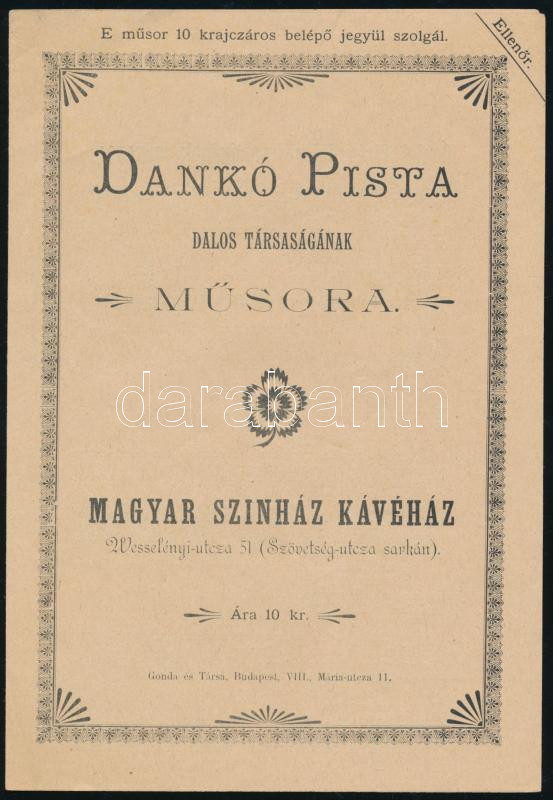 E műsor 10 krajczáros belépő jegyül szolgál.
Ellenőr.
DANKÓ PISTA
DALOS TÁRSASÁGÁNAK
MŰSORA.
darabanth
MAGYAR SZINHÁZ KÁVÉHÁZ
Wesselényi-utcza 51 (Szövetség-utcza sarkán).
Ára 10 kr.
Gonda és Társa, Budapest, VIII., Mária-utcza 11.